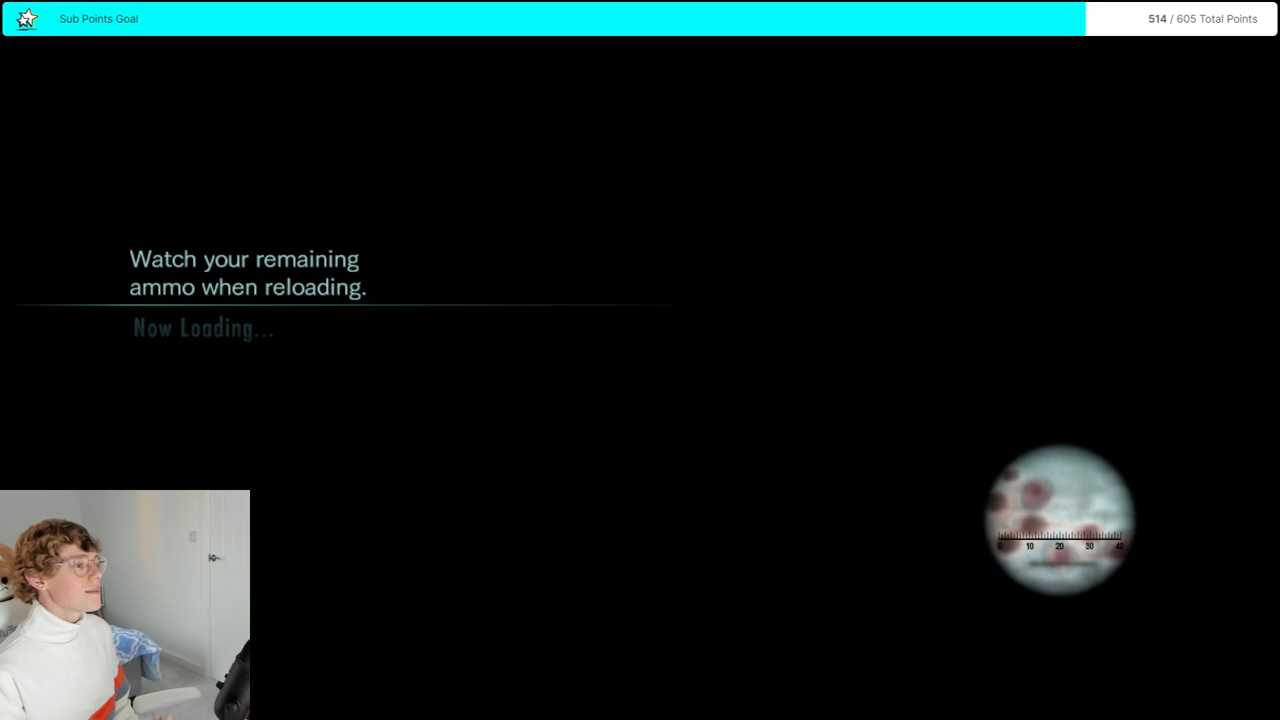 Sub Points Goal
514 / 605 Total Points
Watch your remaining
ammo when reloading.
Now Loading...
0 10 20 30 40